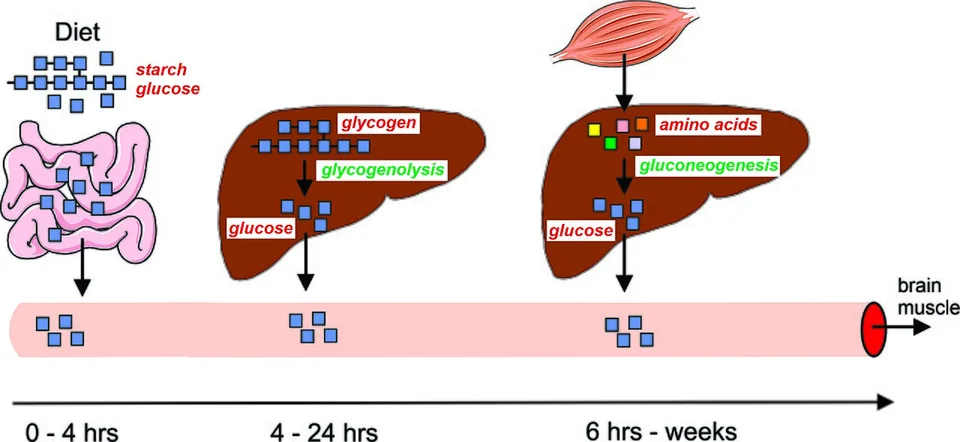 Diet
starch
glucose
glycogen
glycogenolysis
glucose
amino acids
gluconeogenesis
glucose
brain
muscle
0 - 4 hrs
4 - 24 hrs
6 hrs - weeks